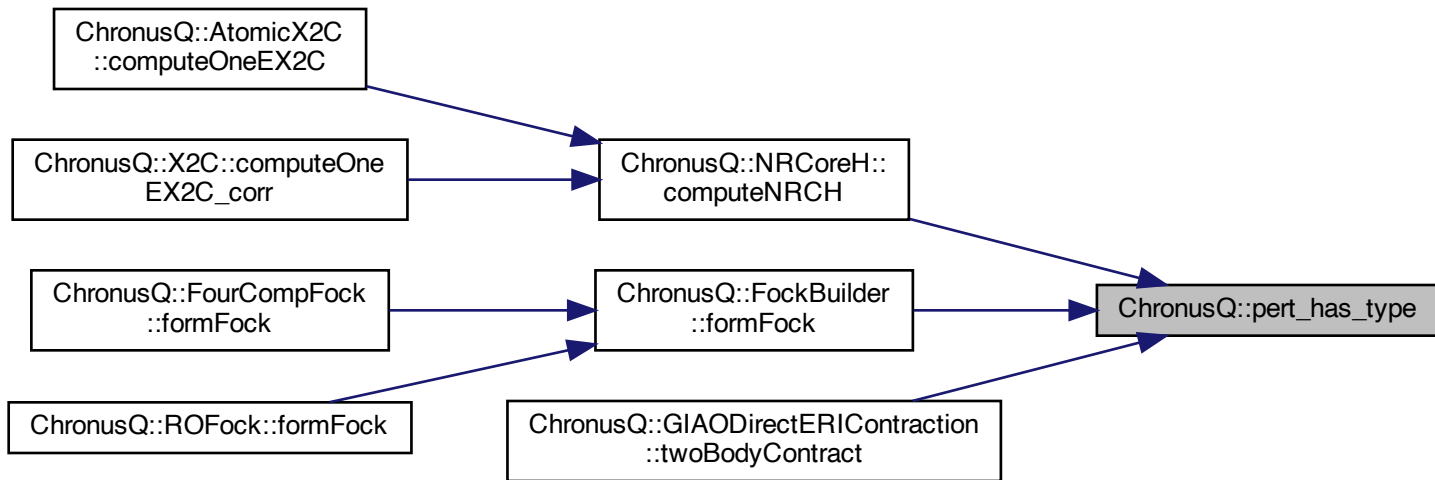 ChronusQ::AtomicX2C
::computeOneEX2C
ChronusQ::X2C::computeOne
EX2C_corr
ChronusQ::NRCoreH::
computeNRCH
ChronusQ::FourCompFock
::formFock
ChronusQ::FockBuilder
::formFock
ChronusQ::pert_has_type
ChronusQ::ROFock::formFock
ChronusQ::GIAODirectERIContraction
::twoBodyContract